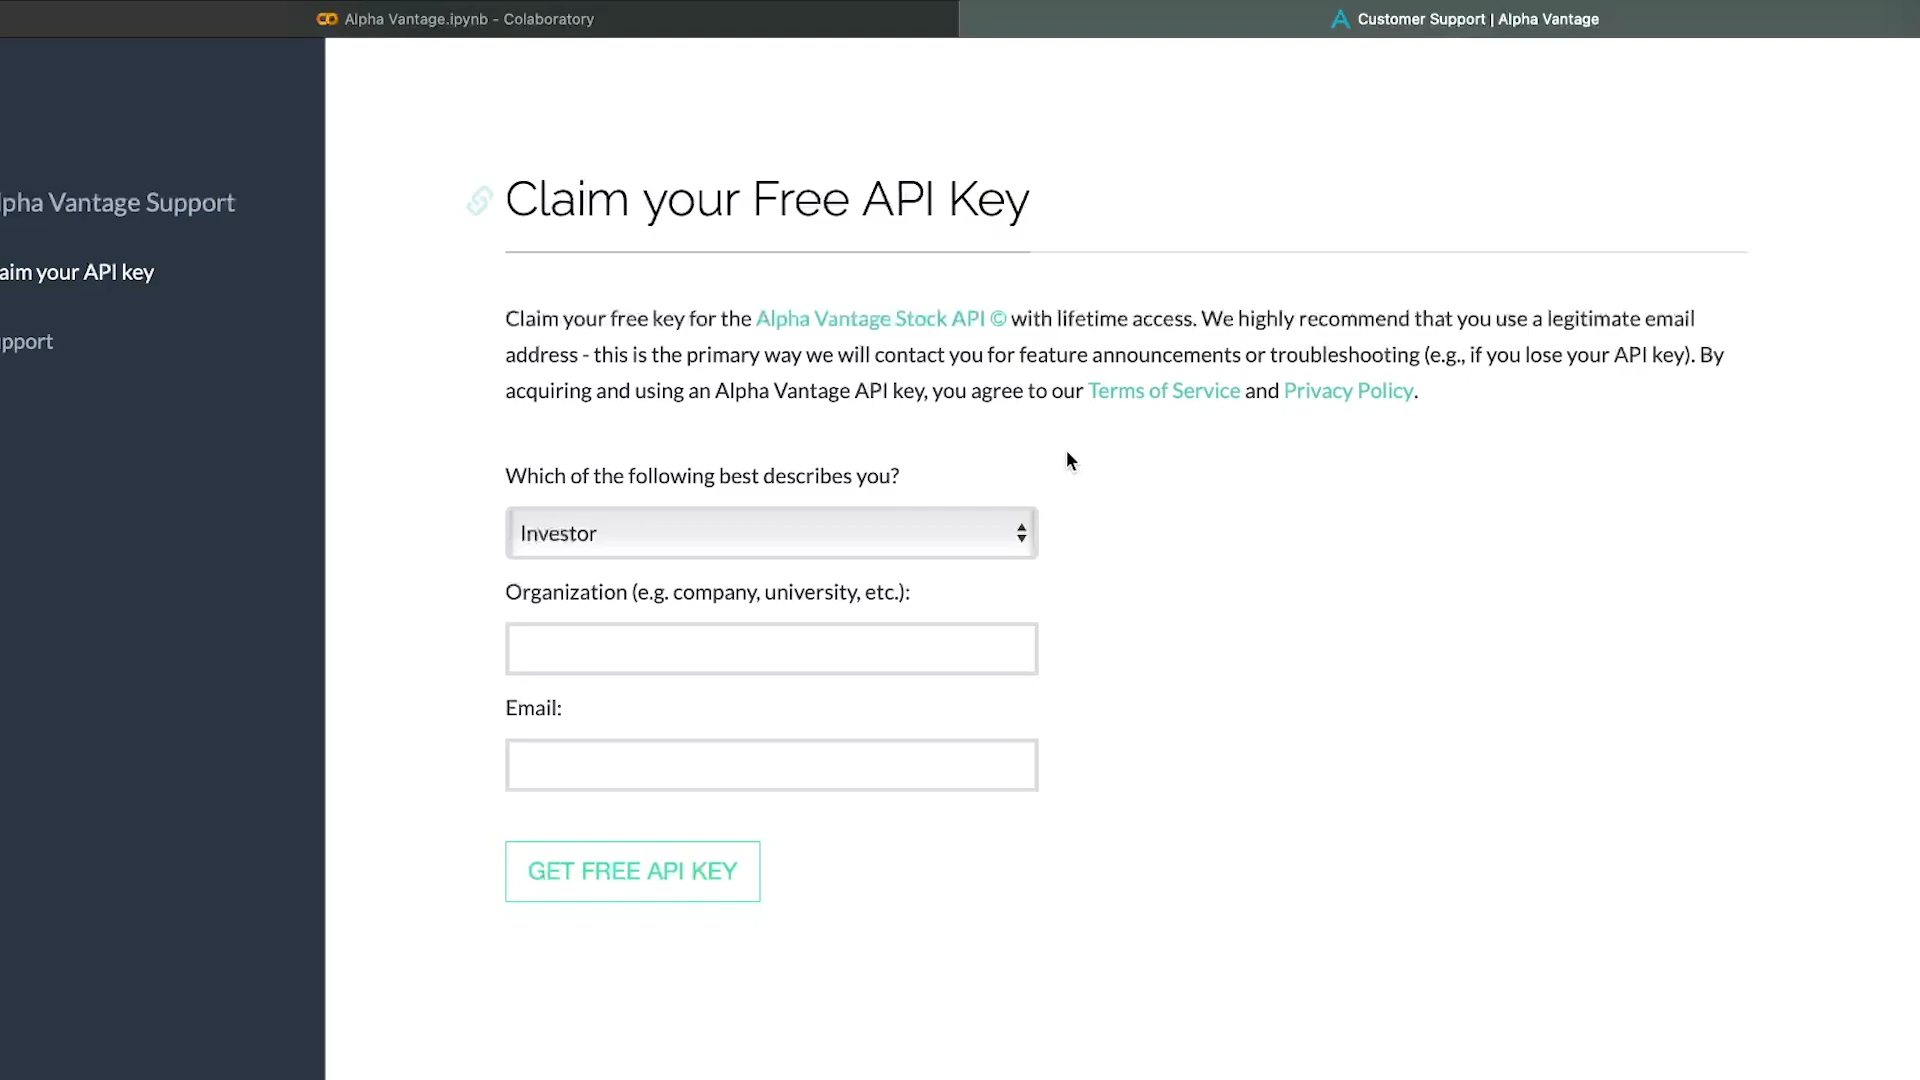 Alpha Vantage.ipynb - Colaboratory
Customer Support | Alpha Vantage
lpha Vantage Support
aim your API key
pport
Claim your Free API Key
Claim your free key for the Alpha Vantage Stock API © with lifetime access. We highly recommend that you use a legitimate email
address - this is the primary way we will contact you for feature announcements or troubleshooting (e.g., if you lose your API key). By
acquiring and using an Alpha Vantage API key, you agree to our Terms of Service and Privacy Policy.
Which of the following best describes you?
Investor
Organization (e.g. company, university, etc.):
Email:
GET FREE API KEY